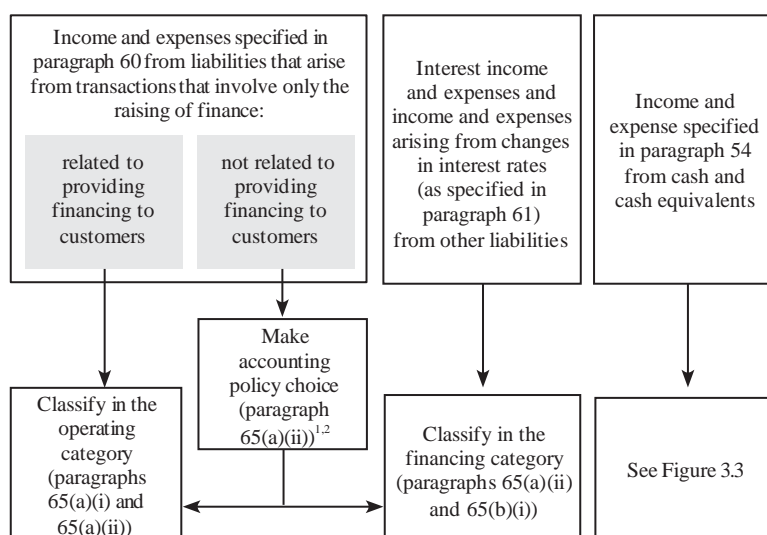 Income and expenses specified in
paragraph 60 from liabilities that arise
from transactions that involve only the
raising of finance:
related to
providing
financing to
customers
not related to
providing
financing to
customers
Interest income
and expenses and
income and expenses
arising from changes
in interest rates
(as specified in
paragraph 61)
from other liabilities
Income and
expense specified
in paragraph 54
from cash and
cash equivalents
Make
accounting
policy choice
(paragraph
65(a)(ii))1,2
Classify in the
operating
category
(paragraphs
65(a)(i) and
65(a)(ii))
Classify in the
financing category
(paragraphs 65(a)(ii)
and 65(b)(i))
See Figure 3.3